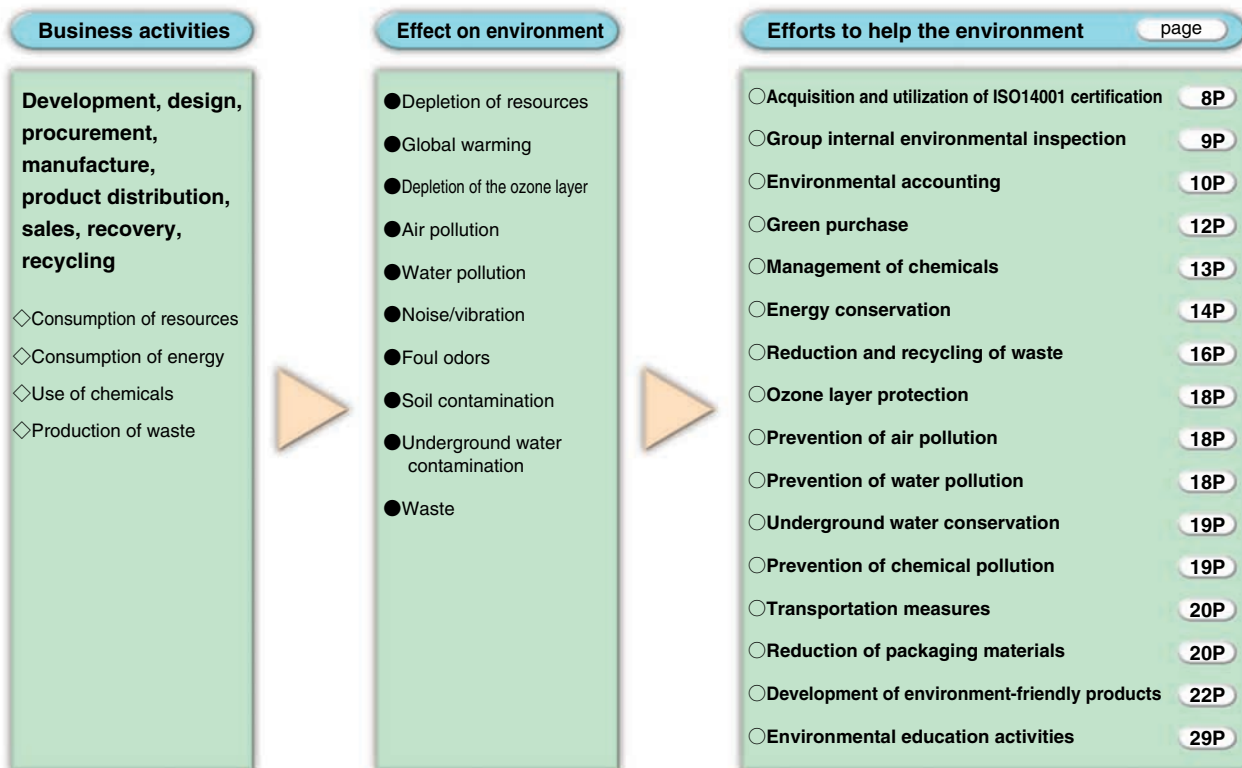 Business activities
Development, design,
procurement,
manufacture,
product distribution,
sales, recovery,
recycling
◇Consumption of resources
◇Consumption of energy
◇Use of chemicals
◇Production of waste
Effect on environment
●Depletion of resources
●Global warming
●Depletion of the ozone layer
●Air pollution
●Water pollution
●Noise/vibration
●Foul odors
●Soil contamination
●Underground water
contamination
●Waste
Efforts to help the environment page
○Acquisition and utilization of ISO14001 certification 8P
○Group internal environmental inspection 9P
○Environmental accounting 10P
○Green purchase 12P
○Management of chemicals 13P
○Energy conservation 14P
○Reduction and recycling of waste 16P
○Ozone layer protection 18P
○Prevention of air pollution 18P
○Prevention of water pollution 18P
○Underground water conservation 19P
○Prevention of chemical pollution 19P
○Transportation measures 20P
○Reduction of packaging materials 20P
○Development of environment-friendly products 22P
○Environmental education activities 29P